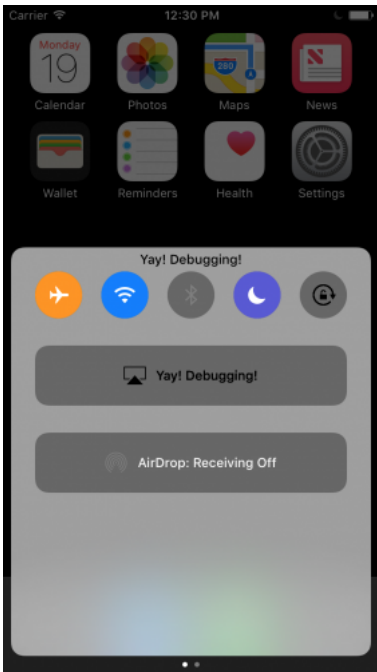 Carrier 12:30 PM
Monday
19
280
Calendar Photos Maps News
Wallet Reminders Health Settings
Yay! Debugging!
Yay! Debugging!
AirDrop: Receiving Off